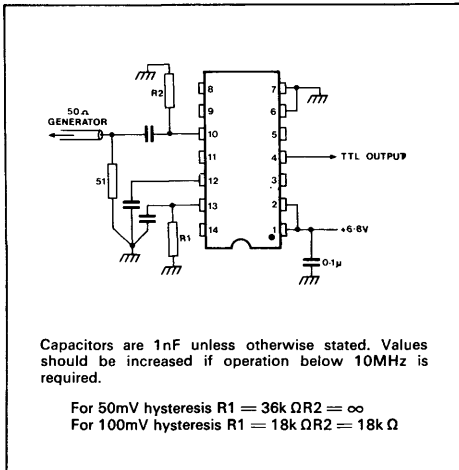 R2
8
7
50Ω
GENERATOR
9
6
10
5
11
4
TTL OUTPUT
51
12
3
13
2
R1
14
1
+6·8V
0·1µ
Capacitors are 1nF unless otherwise stated. Values
should be increased if operation below 10MHz is
required.
For 50mV hysteresis R1 = 36k ΩR2 = ∞
For 100mV hysteresis R1 = 18k ΩR2 = 18k Ω